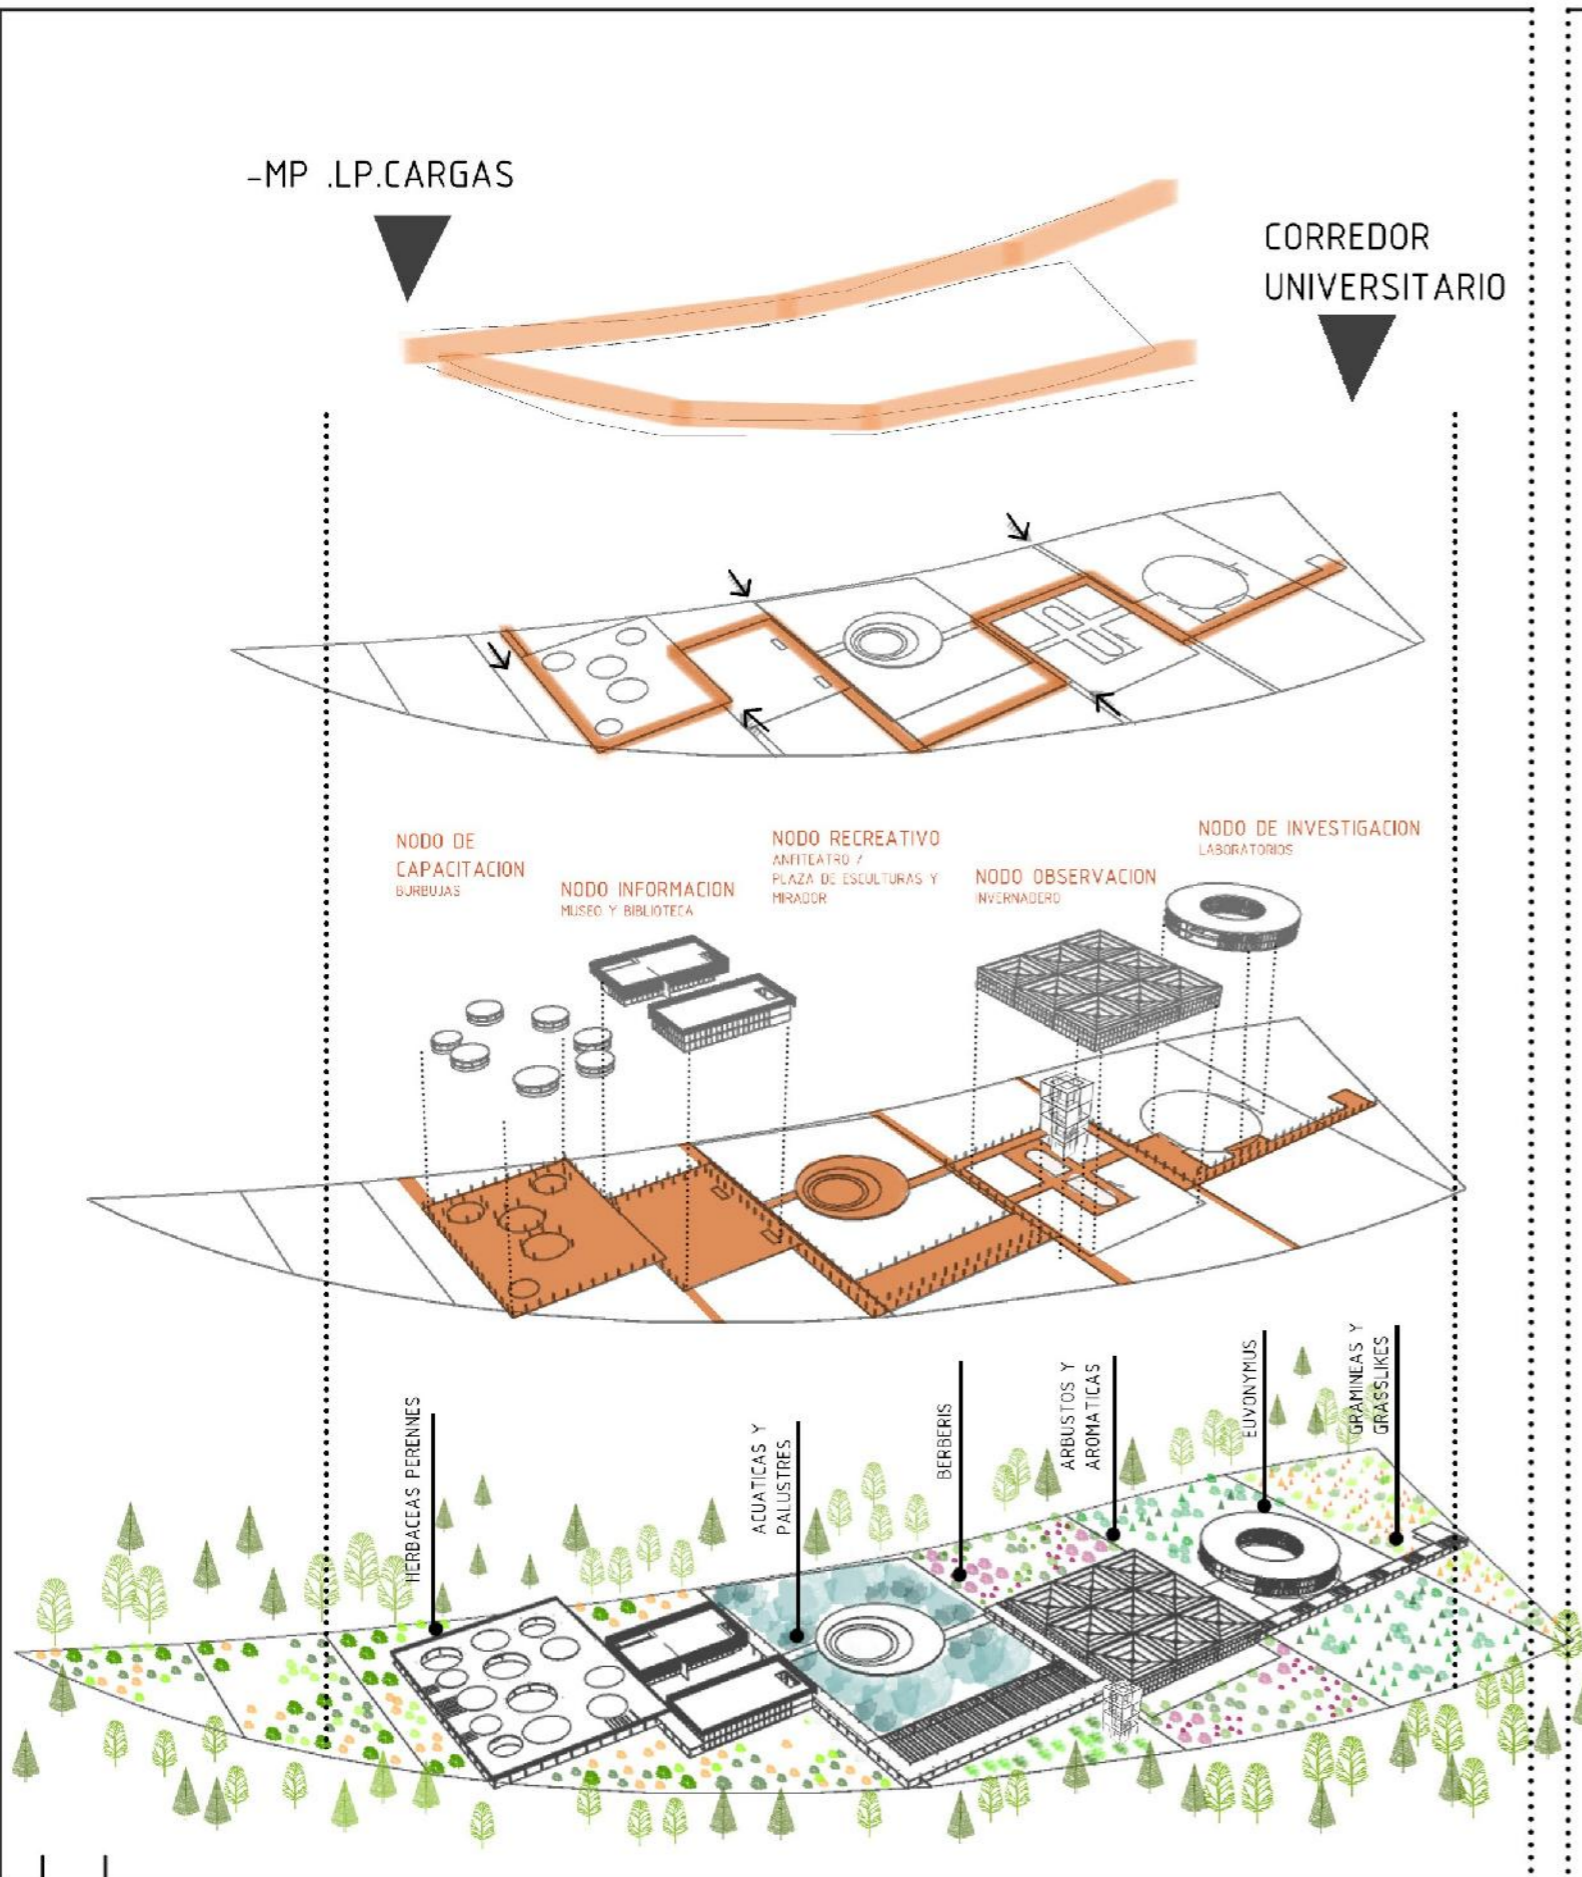 -MP .LP.CARGAS
CORREDOR
UNIVERSITARIO
NODO DE
CAPACITACION
BURBUJAS
NODO INFORMACION
MUSEO Y BIBLIOTECA
NODO RECREATIVO
ANFITEATRO /
PLAZA DE ESCULTURAS Y
MIRADOR
NODO OBSERVACION
INVERNADERO
NODO DE INVESTIGACION
LABORATORIOS
HERBACEAS PERENNES
ACUATICAS Y
PALUSTRES
BERBERIS
ARBUSTOS Y
AROMATICAS
EUVONYMUS
GRAMINEAS Y
GRASSLIKES